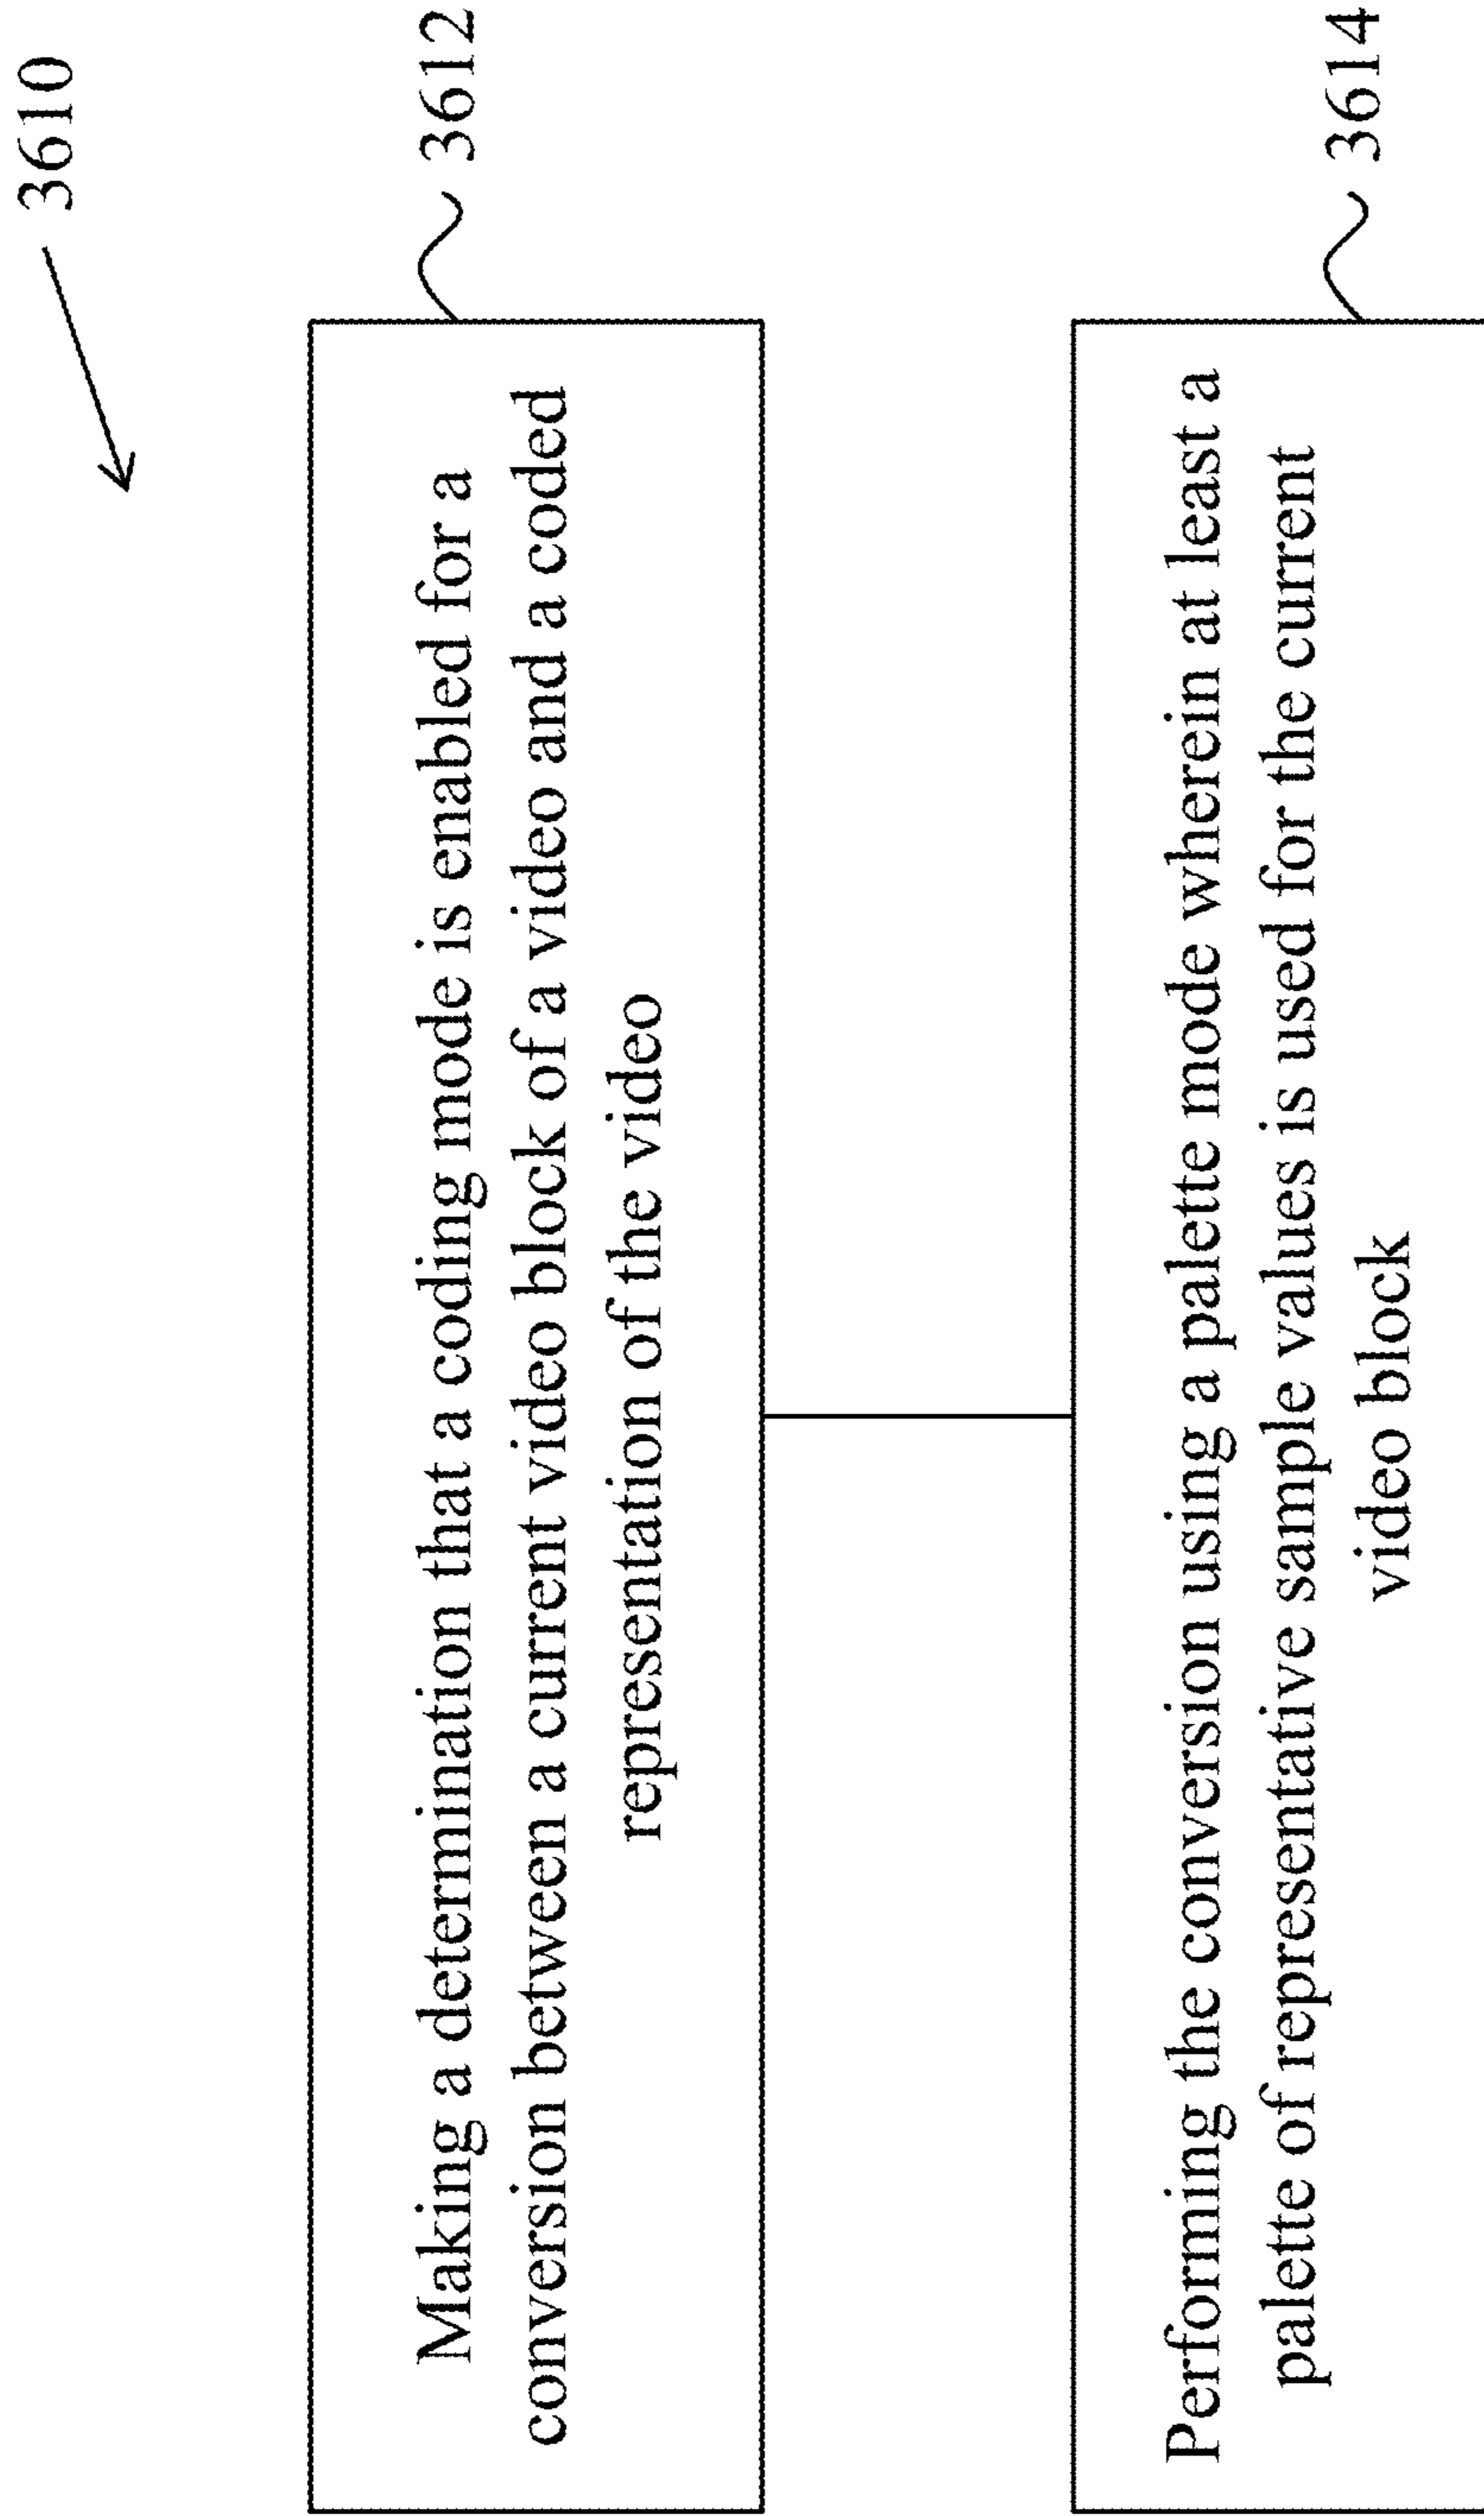 3610
Making a determination that a coding mode is enabled for a
conversion between a current video block of a video and a coded
representation of the video
3612
Performing the conversion using a palette mode wherein at least a
palette of representative sample values is used for the current
video block
3614